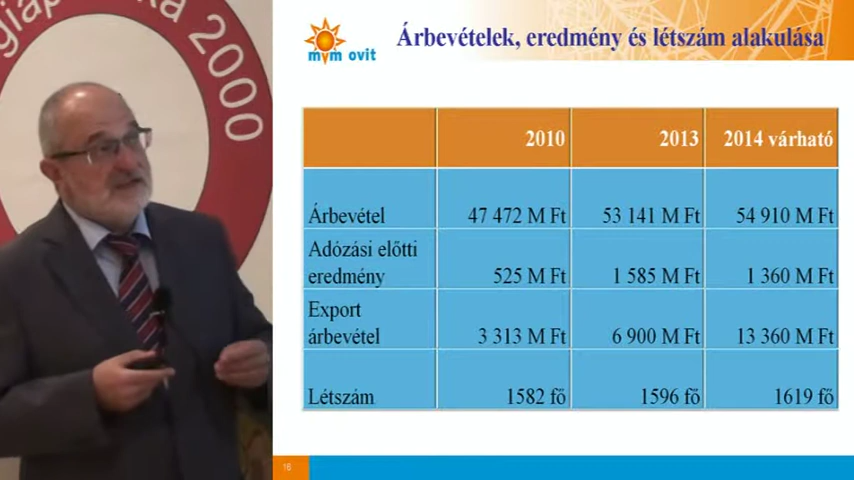 2000
mvm ovit
Árbevételek, eredmény és létszám alakulása
2010 2013 2014 várható
Árbevétel 47 472 M Ft 53 141 M Ft 54 910 M Ft
Adózási előtti
eredmény 525 M Ft 1 585 M Ft 1 360 M Ft
Export
árbevétel 3 313 M Ft 6 900 M Ft 13 360 M Ft
Létszám 1582 fő 1596 fő 1619 fő
16